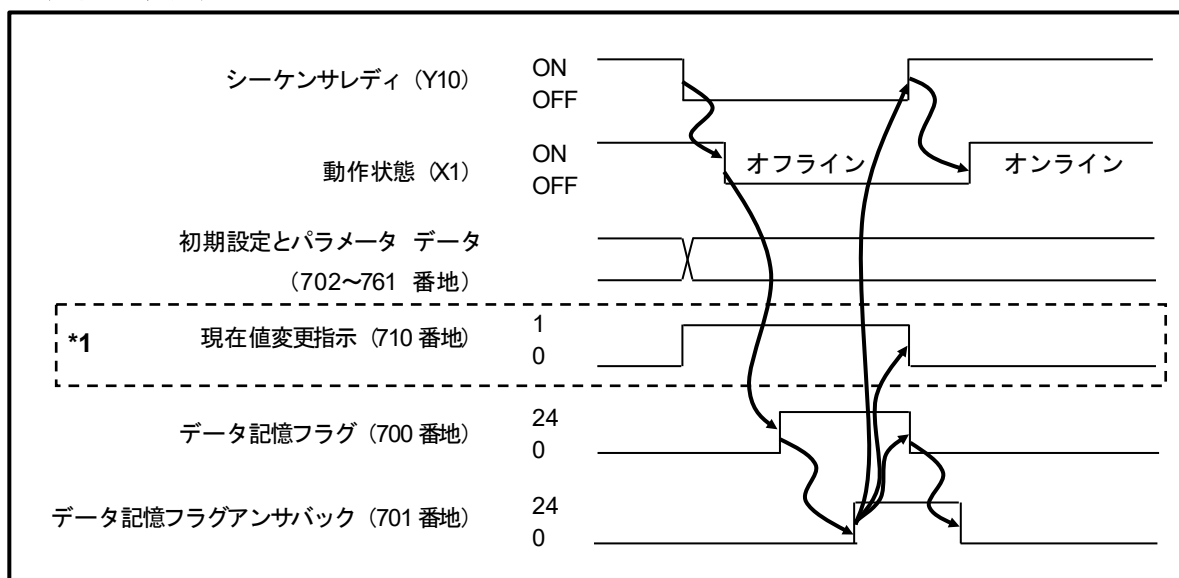 シーケンサレディ（Y10）
ON
OFF
動作状態（X1）
ON
OFF
オフライン
オンライン
初期設定とパラメータ データ
（702～761 番地）
*1
現在値変更指示（710 番地）
1
0
データ記憶フラグ（700 番地）
24
0
データ記憶フラグアンサバック（701 番地）
24
0